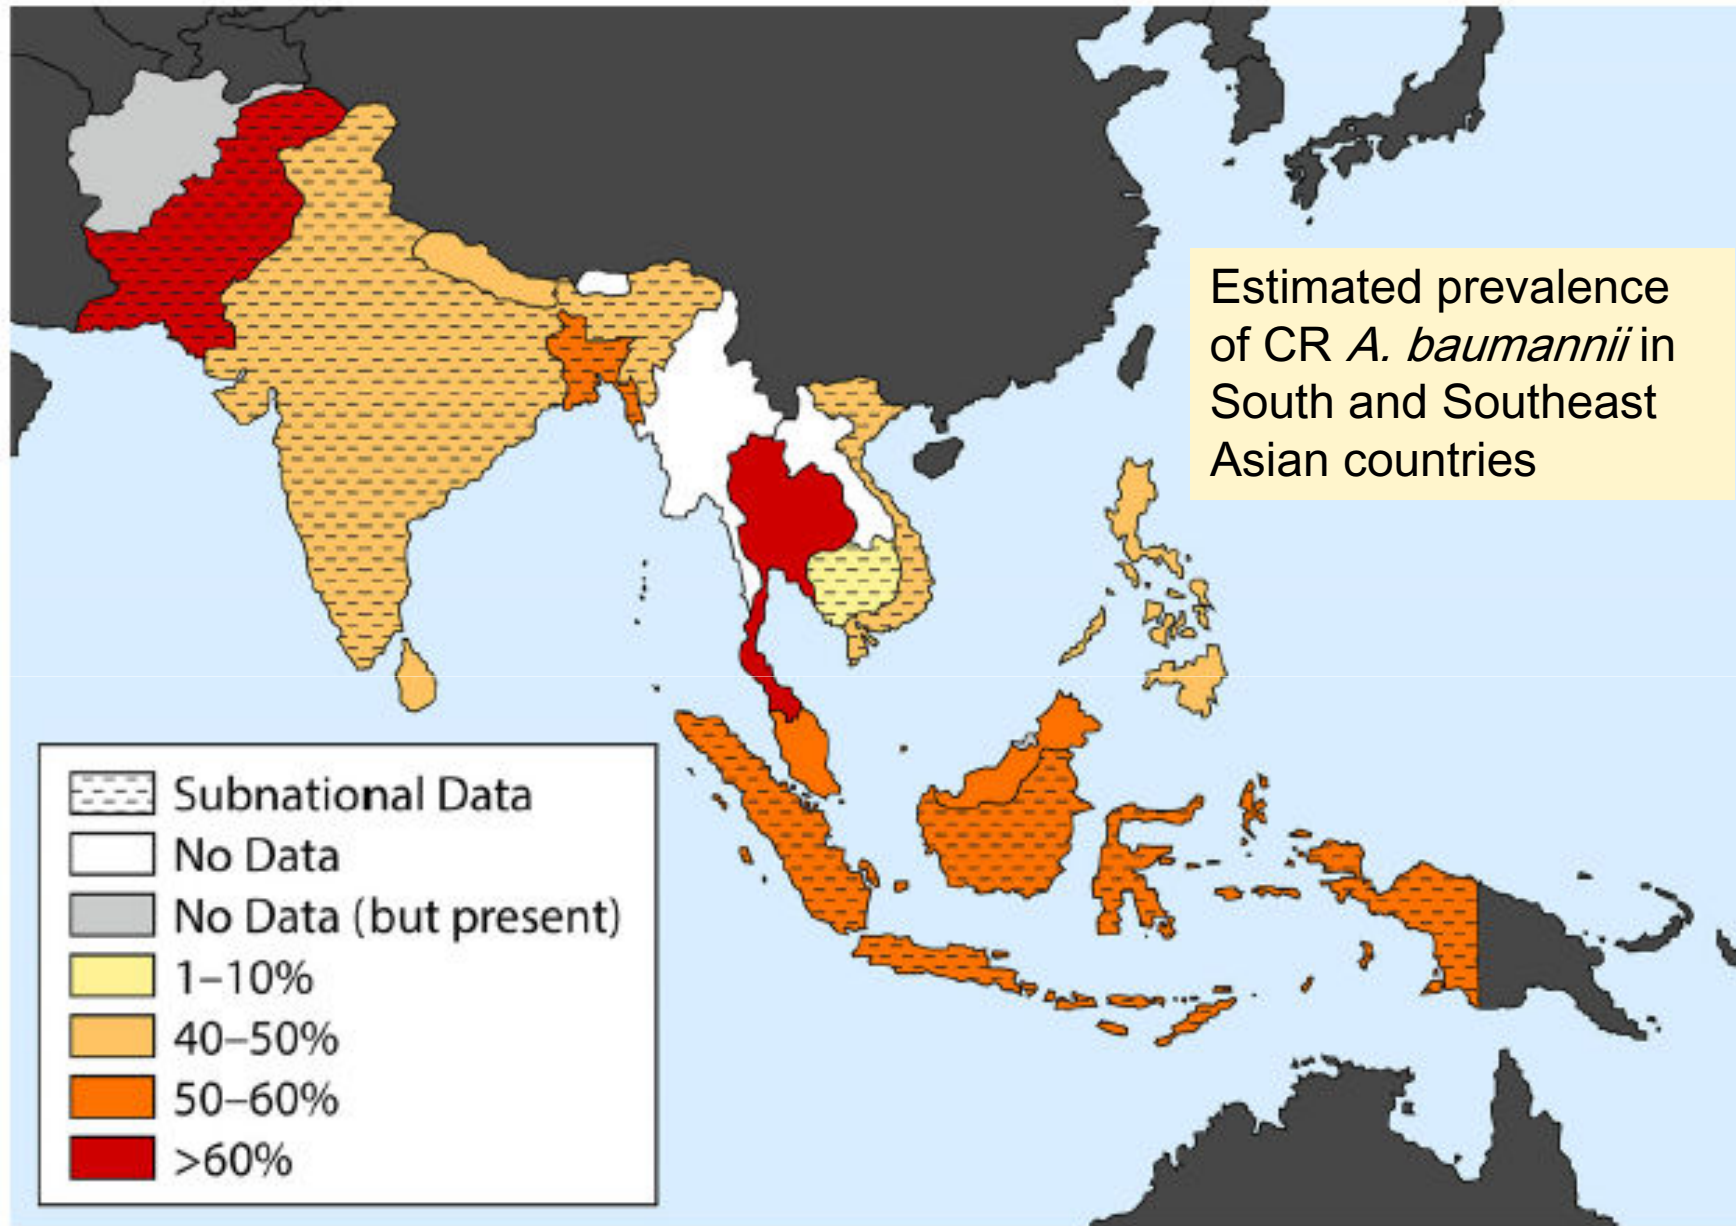 Estimated prevalence
of CR A. baumannii in
South and Southeast
Asian countries
Subnational Data
No Data
No Data (but present)
1–10%
40–50%
50–60%
>60%